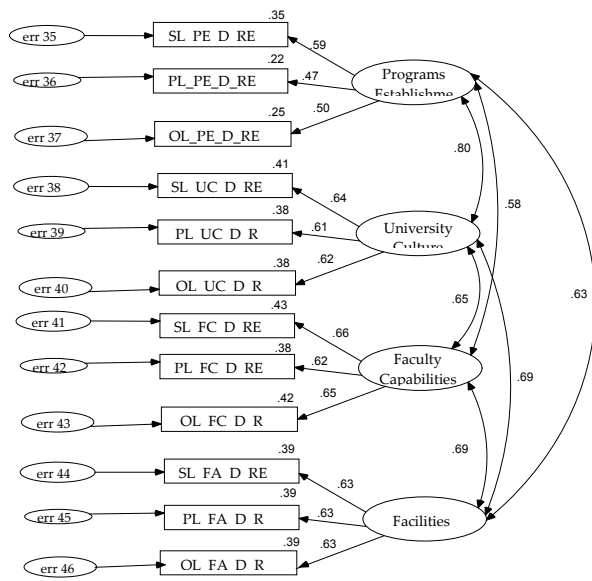 .35
err 35
SL_PE_D_RE
.59
.22
err 36
PL_PE_D_RE
.47
Programs
Establishme
.25
err 37
OL_PE_D_RE
.50
.80
.41
err 38
SL UC D RE
.64
.58
.38
err 39
PL UC D R
.61
University
Culture
.38
err 40
OL UC D R
.62
.65
.63
.43
err 41
SL FC D RE
.66
.38
err 42
PL FC D RE
.62
Faculty
Capabilities
.69
.42
err 43
OL FC D R
.65
.69
.39
err 44
SL FA D RE
.63
.39
err 45
PL FA D R
.63
Facilities
.39
err 46
OL FA D R
.63